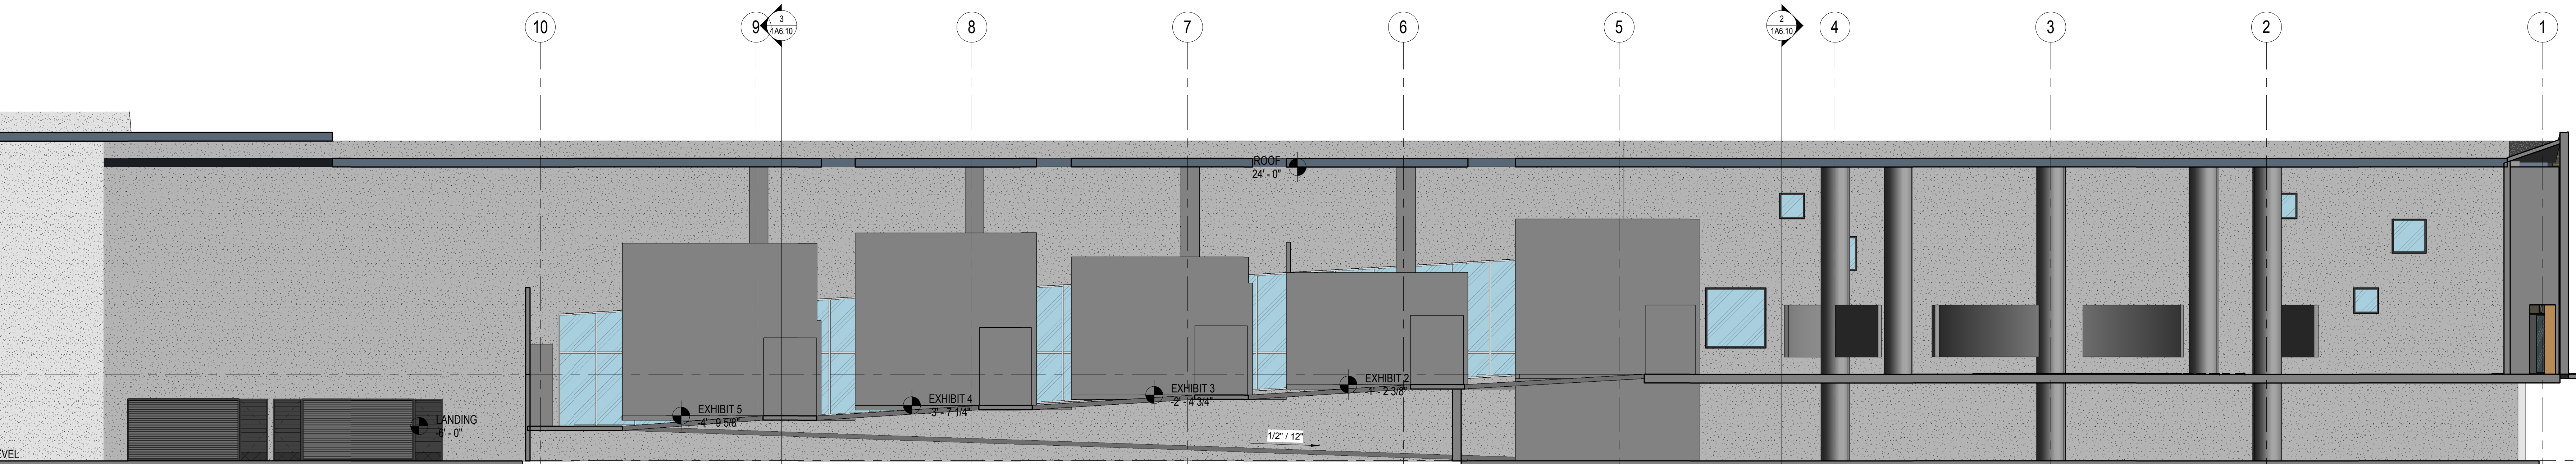 10
9
3
1A6.10
8
7
6
5
2
1A6.10
4
3
2
1
ROOF
24' - 0"
EXHIBIT 2
-1' - 2 3/8"
EXHIBIT 3
-2' - 4 3/4"
EXHIBIT 4
-3' - 7 1/4"
EXHIBIT 5
-4' - 9 5/8"
LANDING
-6' - 0"
1/2" / 12"
EVEL